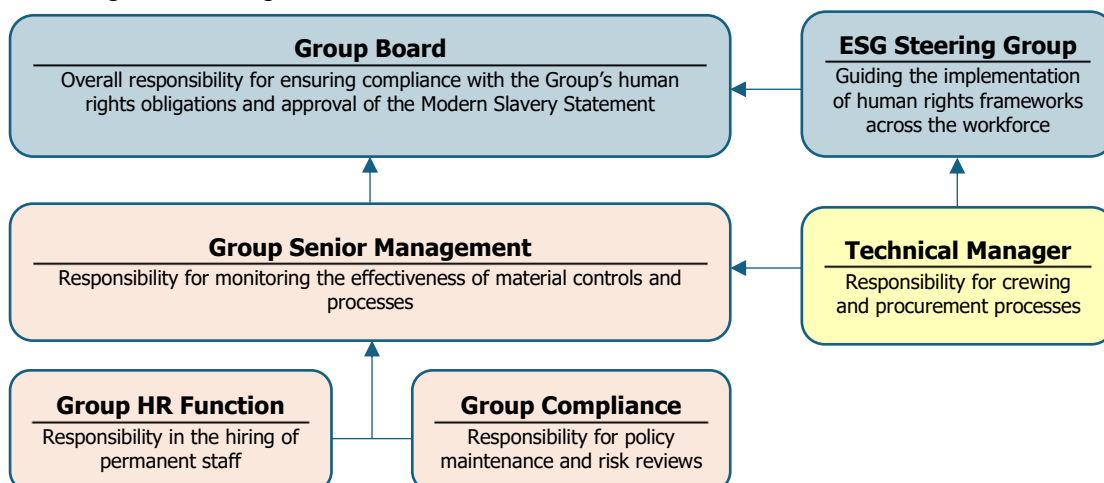 Group Board
Overall responsibility for ensuring compliance with the Group's human
rights obligations and approval of the Modern Slavery Statement
ESG Steering Group
Guiding the implementation
of human rights frameworks
across the workforce
Group Senior Management
Responsibility for monitoring the effectiveness of material controls and
processes
Technical Manager
Responsibility for crewing
and procurement processes
Group HR Function
Responsibility in the hiring of
permanent staff
Group Compliance
Responsibility for policy
maintenance and risk reviews